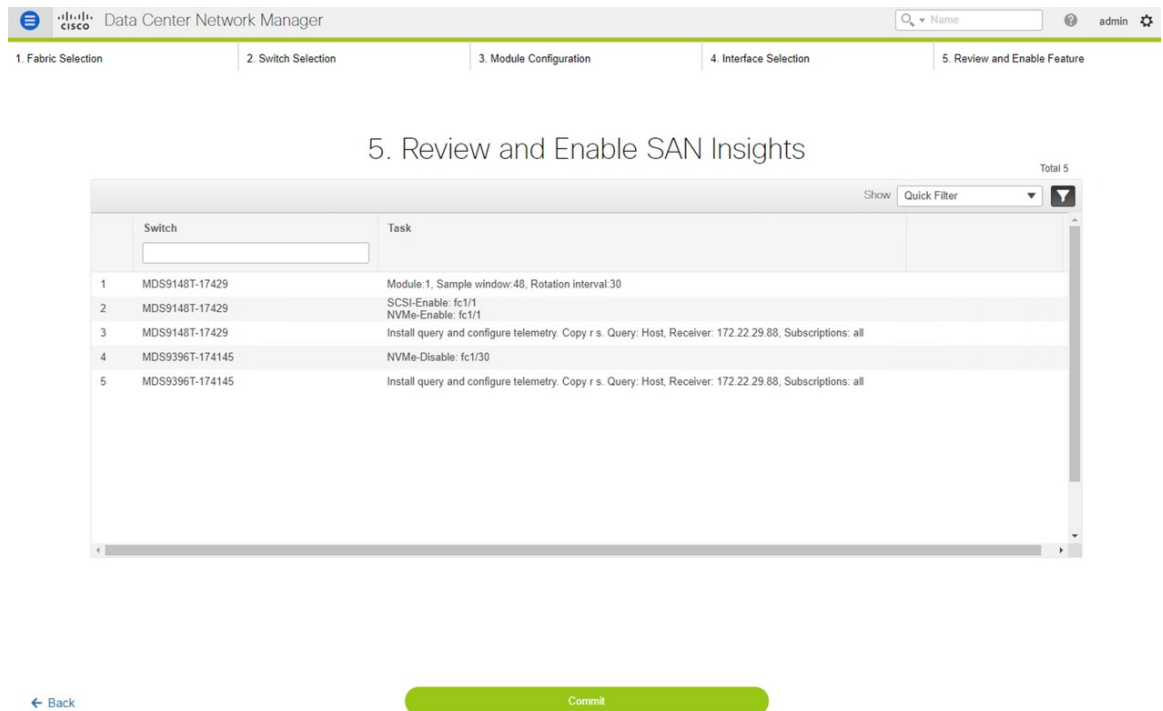 cisco Data Center Network Manager
Name
admin
1. Fabric Selection
2. Switch Selection
3. Module Configuration
4. Interface Selection
5. Review and Enable Feature
5. Review and Enable SAN Insights
Total 5
Show Quick Filter
Switch Task
1 MDS9148T-17429 Module:1, Sample window:48, Rotation interval:30
2 MDS9148T-17429 SCSI-Enable: fc1/1
NVMe-Enable: fc1/1
3 MDS9148T-17429 Install query and configure telemetry. Copy r s. Query: Host, Receiver: 172.22.29.88, Subscriptions: all
4 MDS9396T-174145 NVMe-Disable: fc1/30
5 MDS9396T-174145 Install query and configure telemetry. Copy r s. Query: Host, Receiver: 172.22.29.88, Subscriptions: all
Back
Commit